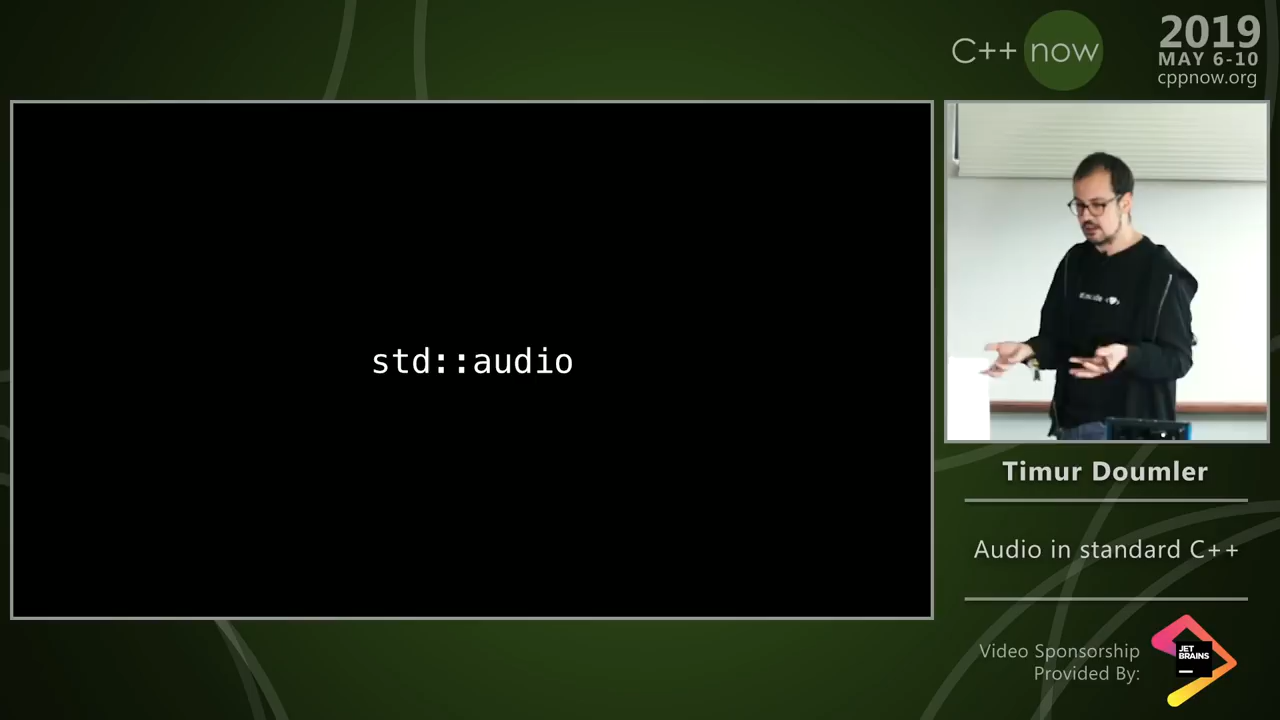 C++ now
2019
MAY 6-10
cppnow.org
std::audio
Timur Doumler
Audio in standard C++
Video Sponsorship
Provided By:
JET
BRAINS